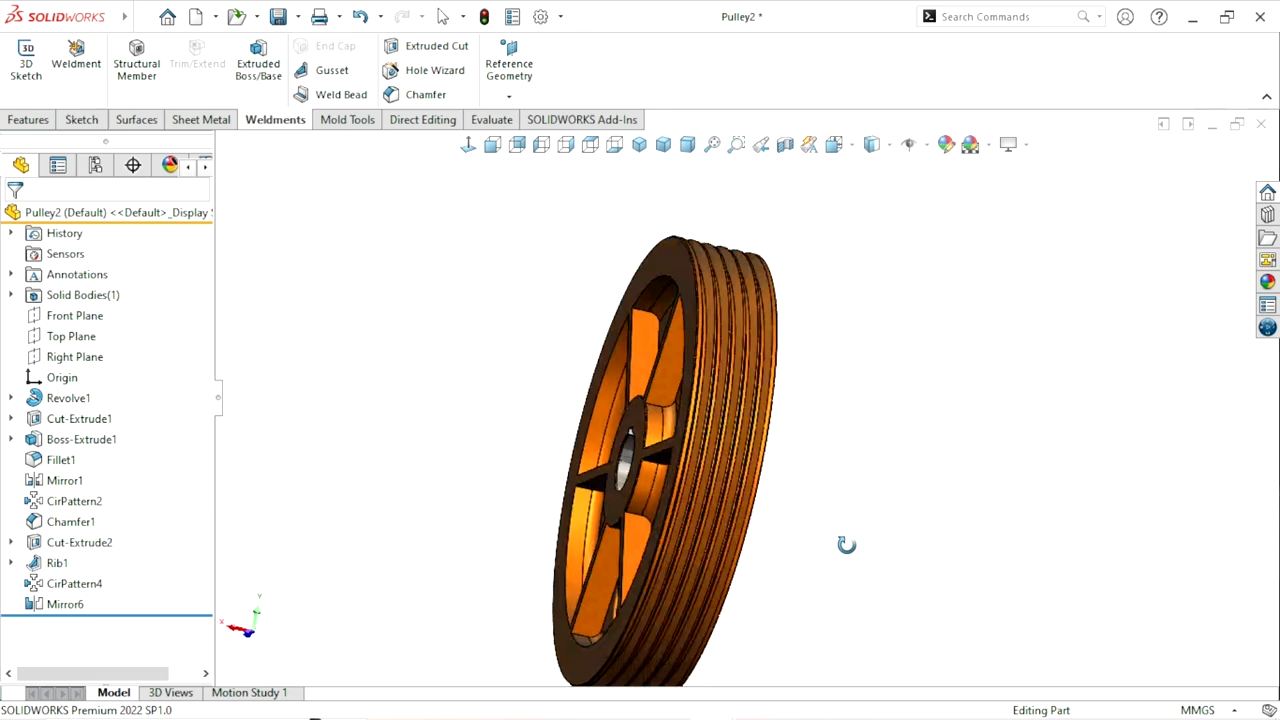 SOLIDWORKS
Pulley2 *
Search Commands
3D Sketch
Weldment
Structural Member
Trim/Extend
Extruded Boss/Base
End Cap
Gusset
Weld Bead
Extruded Cut
Hole Wizard
Chamfer
Reference Geometry
Features
Sketch
Surfaces
Sheet Metal
Weldments
Mold Tools
Direct Editing
Evaluate
SOLIDWORKS Add-Ins
Pulley2 (Default) <<Default>_Display S
History
Sensors
Annotations
Solid Bodies(1)
Front Plane
Top Plane
Right Plane
Origin
Revolve1
Cut-Extrude1
Boss-Extrude1
Fillet1
Mirror1
CirPattern2
Chamfer1
Cut-Extrude2
Rib1
CirPattern4
Mirror6
Y
X
Model
3D Views
Motion Study 1
SOLIDWORKS Premium 2022 SP1.0
Editing Part
MMGS